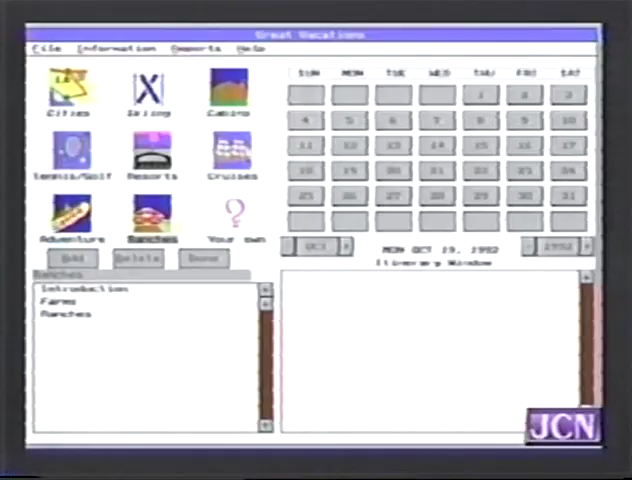 Great Vacations
File Information Reports Help
Cities Skiing Casino
Tennis/Golf Resorts Cruises
Adventure Ranches Your own
SUN MON TUE WED THU FRI SAT
1 2 3
4 5 6 7 8 9 10
11 12 13 14 15 16 17
18 19 20 21 22 23 24
25 26 27 28 29 30 31
OCT MON OCT 19, 1992 1992
Itinerary Window
Add Delete Done
Ranches
Introduction
Farms
Ranches
JCN